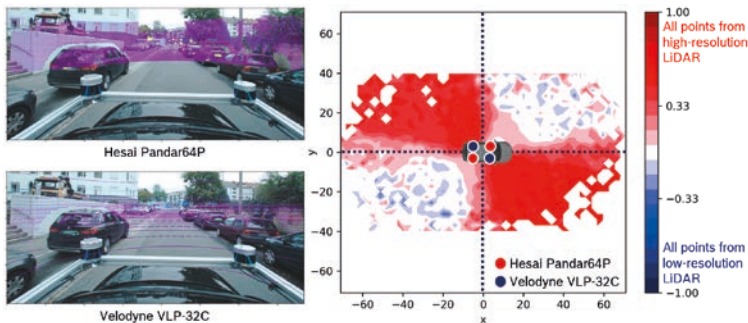 Hesai Pandar64P
Velodyne VLP-32C
60
40
20
0
−20
−40
−60
y
−60
−40
−20
0
20
40
60
x
Hesai Pandar64P
Velodyne VLP-32C
1.00
All points from
high-resolution
LiDAR
0.33
−0.33
All points from
low-resolution
LiDAR
−1.00